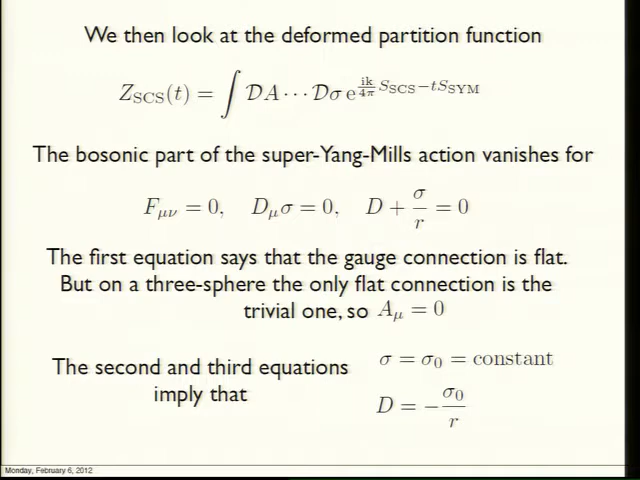 We then look at the deformed partition function
Z_SCS(t) = ∫ 𝒟A ⋯ 𝒟σ e^{(ik/4π) S_SCS − t S_SYM}
The bosonic part of the super-Yang-Mills action vanishes for
F_μν = 0, D_μ σ = 0, D + σ/r = 0
The first equation says that the gauge connection is flat.
But on a three-sphere the only flat connection is the
trivial one, so A_μ = 0
The second and third equations
imply that
σ = σ₀ = constant
D = −σ₀/r
Monday, February 6, 2012